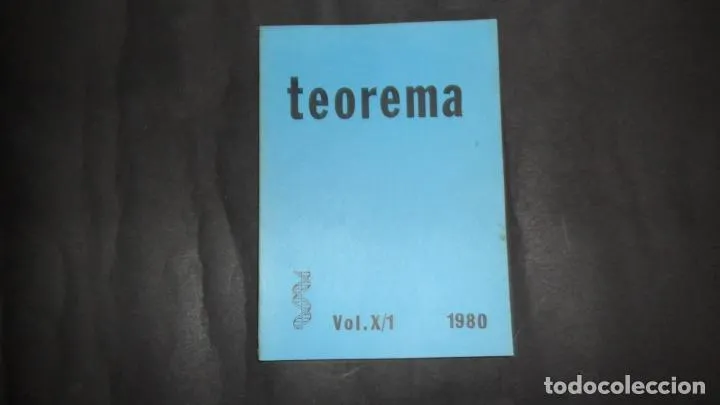 teorema
Vol. X/1 1980
todocoleccion